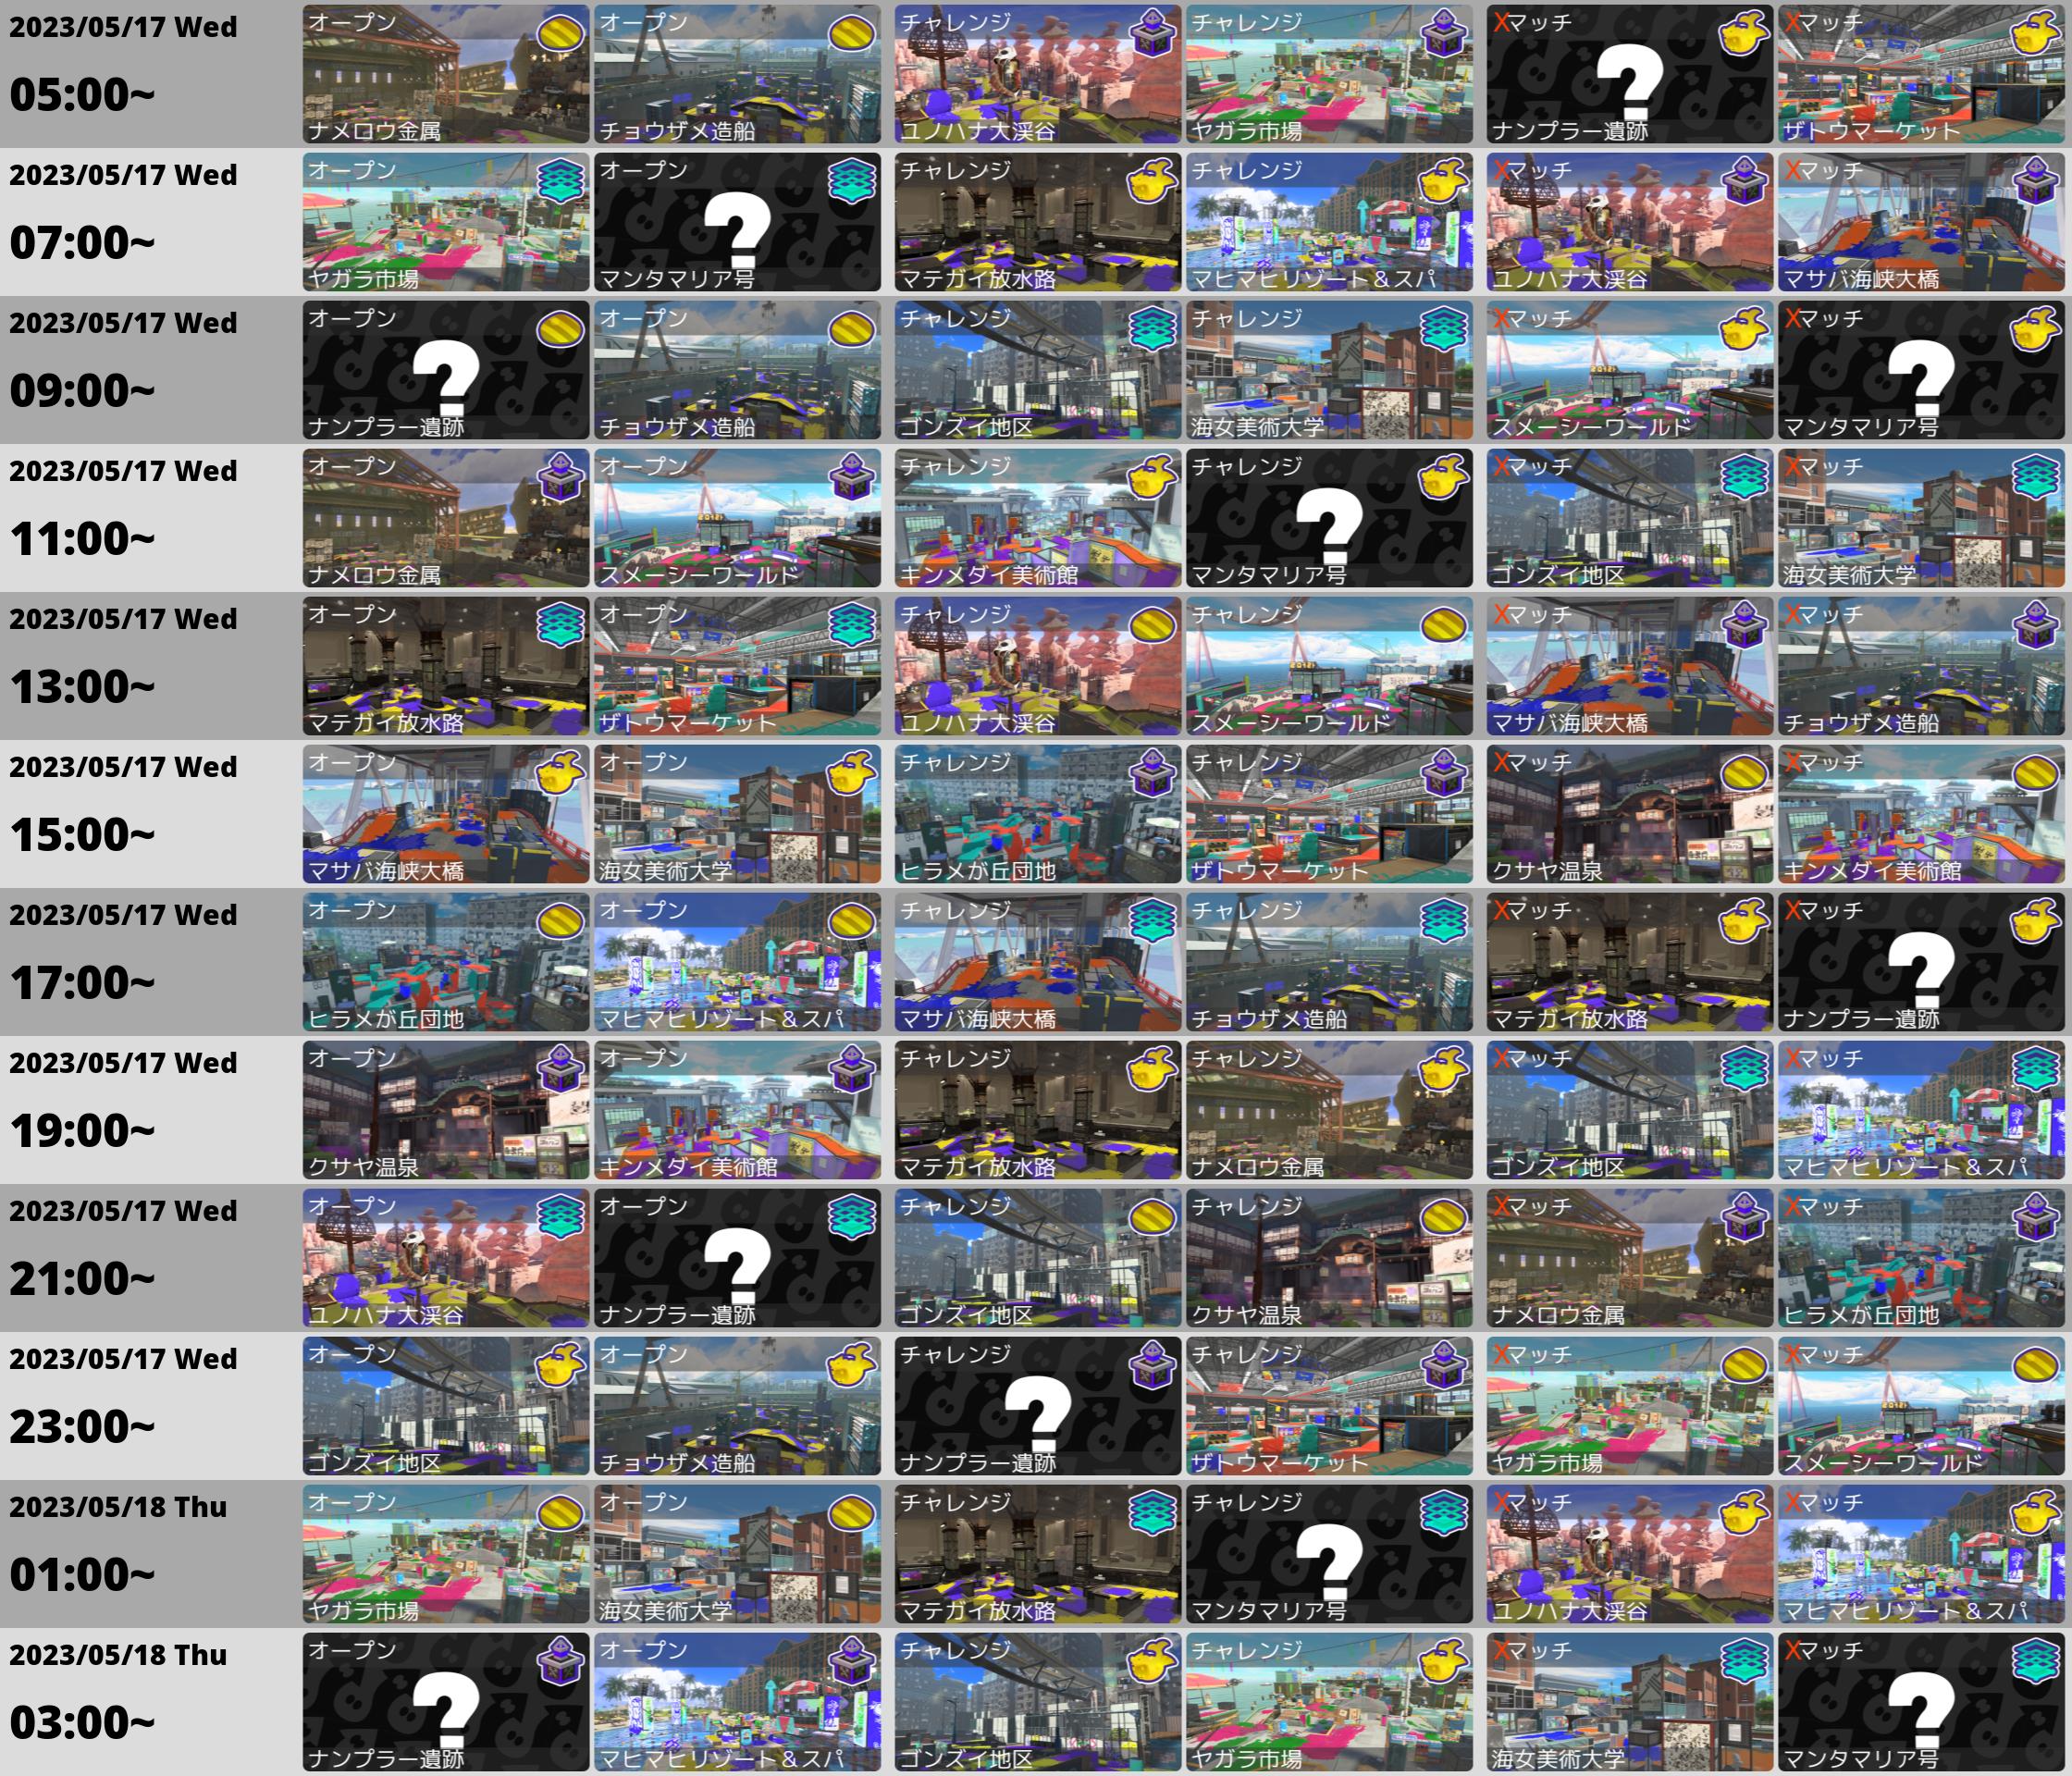 2023/05/17 Wed
05:00~
オープン
ナメロウ金属
オープン
チョウザメ造船
チャレンジ
ユノハナ大渓谷
チャレンジ
ヤガラ市場
Xマッチ
ナンプラー遺跡
Xマッチ
ザトウマーケット
2023/05/17 Wed
07:00~
オープン
ヤガラ市場
オープン
マンタマリア号
チャレンジ
マテガイ放水路
チャレンジ
マヒマヒリゾート＆スパ
Xマッチ
ユノハナ大渓谷
Xマッチ
マサバ海峡大橋
2023/05/17 Wed
09:00~
オープン
ナンプラー遺跡
オープン
チョウザメ造船
チャレンジ
ゴンズイ地区
チャレンジ
海女美術大学
Xマッチ
スメーシーワールド
Xマッチ
マンタマリア号
2023/05/17 Wed
11:00~
オープン
ナメロウ金属
オープン
スメーシーワールド
チャレンジ
キンメダイ美術館
チャレンジ
マンタマリア号
Xマッチ
ゴンズイ地区
Xマッチ
海女美術大学
2023/05/17 Wed
13:00~
オープン
マテガイ放水路
オープン
ザトウマーケット
チャレンジ
ユノハナ大渓谷
チャレンジ
スメーシーワールド
Xマッチ
マサバ海峡大橋
Xマッチ
チョウザメ造船
2023/05/17 Wed
15:00~
オープン
マサバ海峡大橋
オープン
海女美術大学
チャレンジ
ヒラメが丘団地
チャレンジ
ザトウマーケット
Xマッチ
クサヤ温泉
Xマッチ
キンメダイ美術館
2023/05/17 Wed
17:00~
オープン
ヒラメが丘団地
オープン
マヒマヒリゾート＆スパ
チャレンジ
マサバ海峡大橋
チャレンジ
チョウザメ造船
Xマッチ
マテガイ放水路
Xマッチ
ナンプラー遺跡
2023/05/17 Wed
19:00~
オープン
クサヤ温泉
オープン
キンメダイ美術館
チャレンジ
マテガイ放水路
チャレンジ
ナメロウ金属
Xマッチ
ゴンズイ地区
Xマッチ
マヒマヒリゾート＆スパ
2023/05/17 Wed
21:00~
オープン
ユノハナ大渓谷
オープン
ナンプラー遺跡
チャレンジ
ゴンズイ地区
チャレンジ
クサヤ温泉
Xマッチ
ナメロウ金属
Xマッチ
ヒラメが丘団地
2023/05/17 Wed
23:00~
オープン
ゴンズイ地区
オープン
チョウザメ造船
チャレンジ
ナンプラー遺跡
チャレンジ
ザトウマーケット
Xマッチ
ヤガラ市場
Xマッチ
スメーシーワールド
2023/05/18 Thu
01:00~
オープン
ヤガラ市場
オープン
海女美術大学
チャレンジ
マテガイ放水路
チャレンジ
マンタマリア号
Xマッチ
ユノハナ大渓谷
Xマッチ
マヒマヒリゾート＆スパ
2023/05/18 Thu
03:00~
オープン
ナンプラー遺跡
オープン
マヒマヒリゾート＆スパ
チャレンジ
ゴンズイ地区
チャレンジ
ヤガラ市場
Xマッチ
海女美術大学
Xマッチ
マンタマリア号